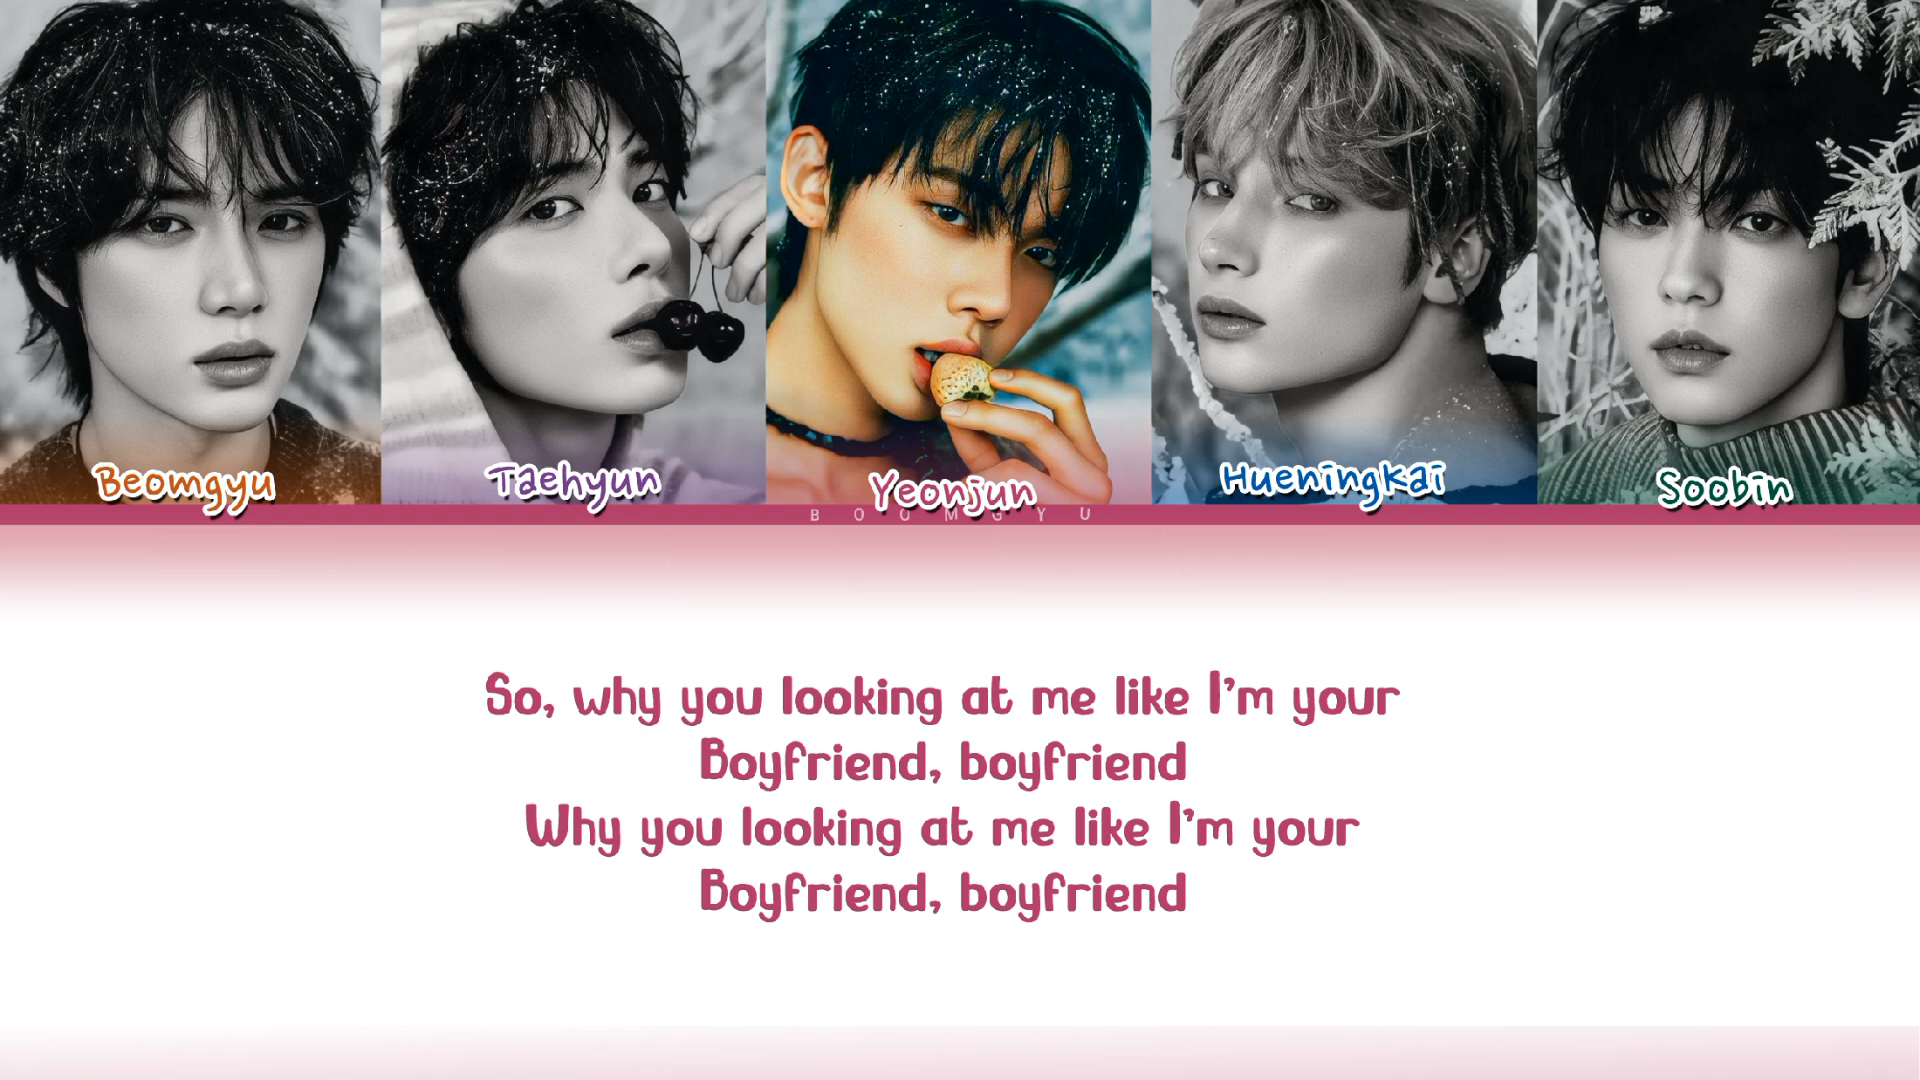 Beomgyu
Taehyun
Yeonjun
Hueningkai
Soobin
BOOMGYU
So, why you looking at me like I'm your
Boyfriend, boyfriend
Why you looking at me like I'm your
Boyfriend, boyfriend